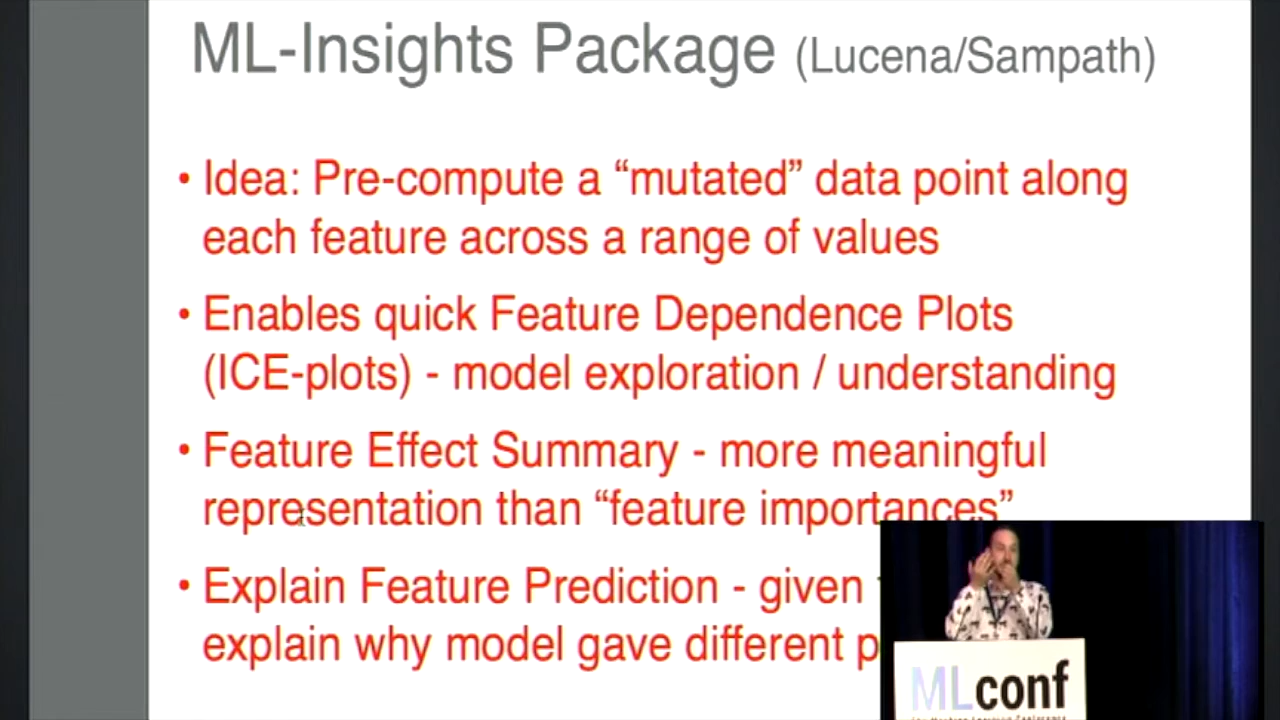 ML-Insights Package (Lucena/Sampath)
• Idea: Pre-compute a “mutated” data point along
each feature across a range of values
• Enables quick Feature Dependence Plots
(ICE-plots) - model exploration / understanding
• Feature Effect Summary - more meaningful
representation than “feature importances”
• Explain Feature Prediction - given
explain why model gave different
MLconf